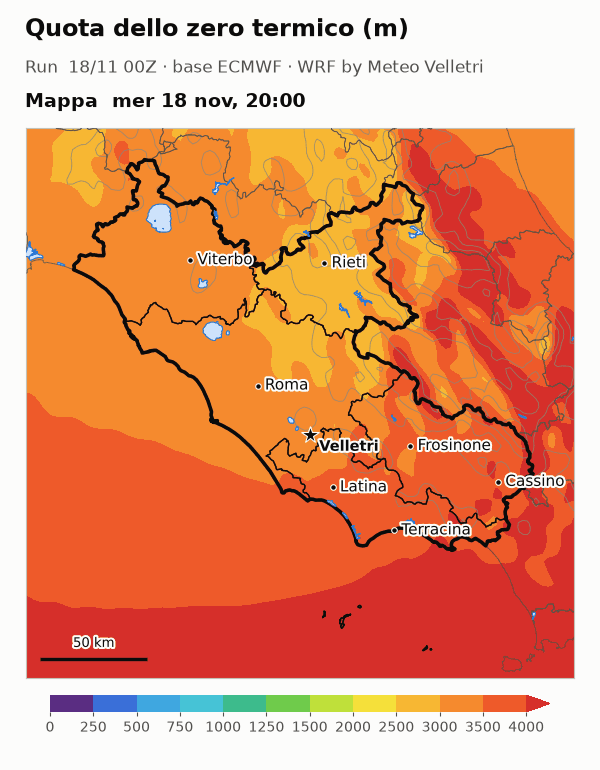 Quota dello zero termico (m)
Run  18/11 00Z · base ECMWF · WRF by Meteo Velletri
Mappa  mer 18 nov, 20:00
Viterbo
Rieti
Roma
Velletri
Frosinone
Cassino
Latina
Terracina
50 km
0 250 500 750 1000 1250 1500 2000 2500 3000 3500 4000